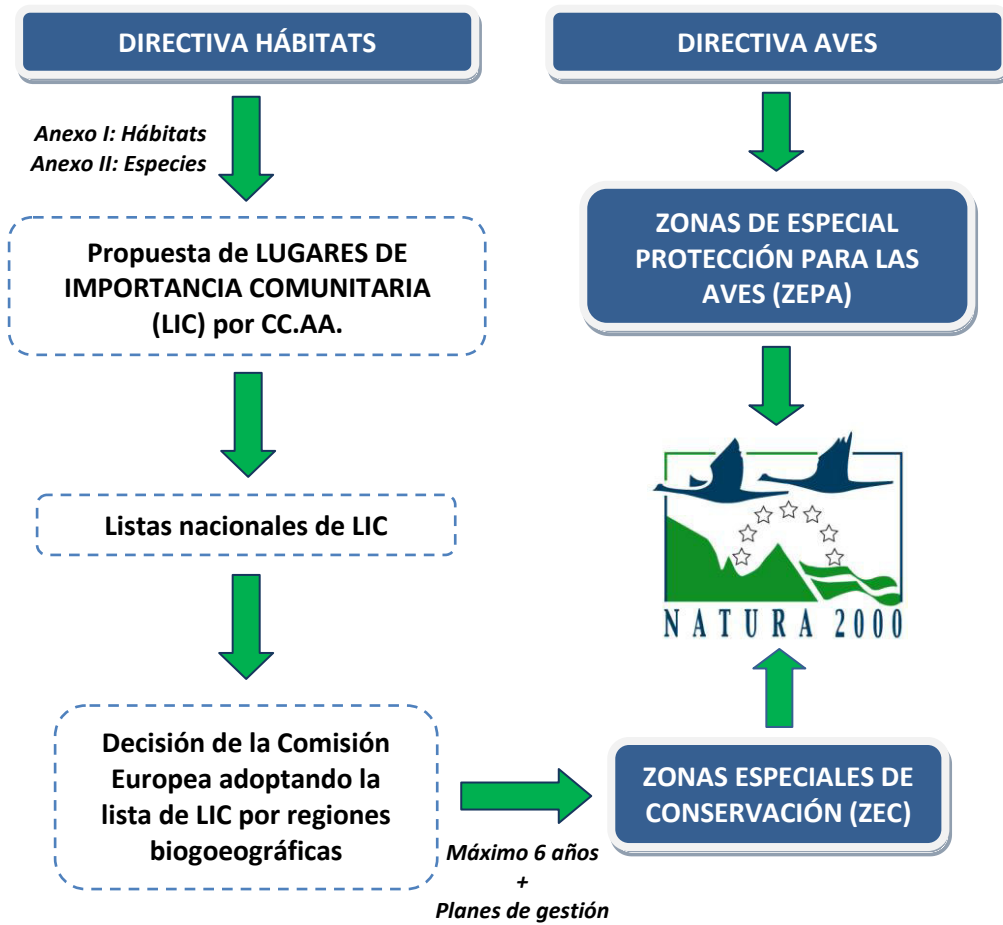 DIRECTIVA HÁBITATS
DIRECTIVA AVES
Anexo I: Hábitats
Anexo II: Especies
Propuesta de LUGARES DE
IMPORTANCIA COMUNITARIA
(LIC) por CC.AA.
ZONAS DE ESPECIAL
PROTECCIÓN PARA LAS
AVES (ZEPA)
Listas nacionales de LIC
NATURA 2000
Decisión de la Comisión
Europea adoptando la
lista de LIC por regiones
biogoeográficas
Máximo 6 años
+
Planes de gestión
ZONAS ESPECIALES DE
CONSERVACIÓN (ZEC)